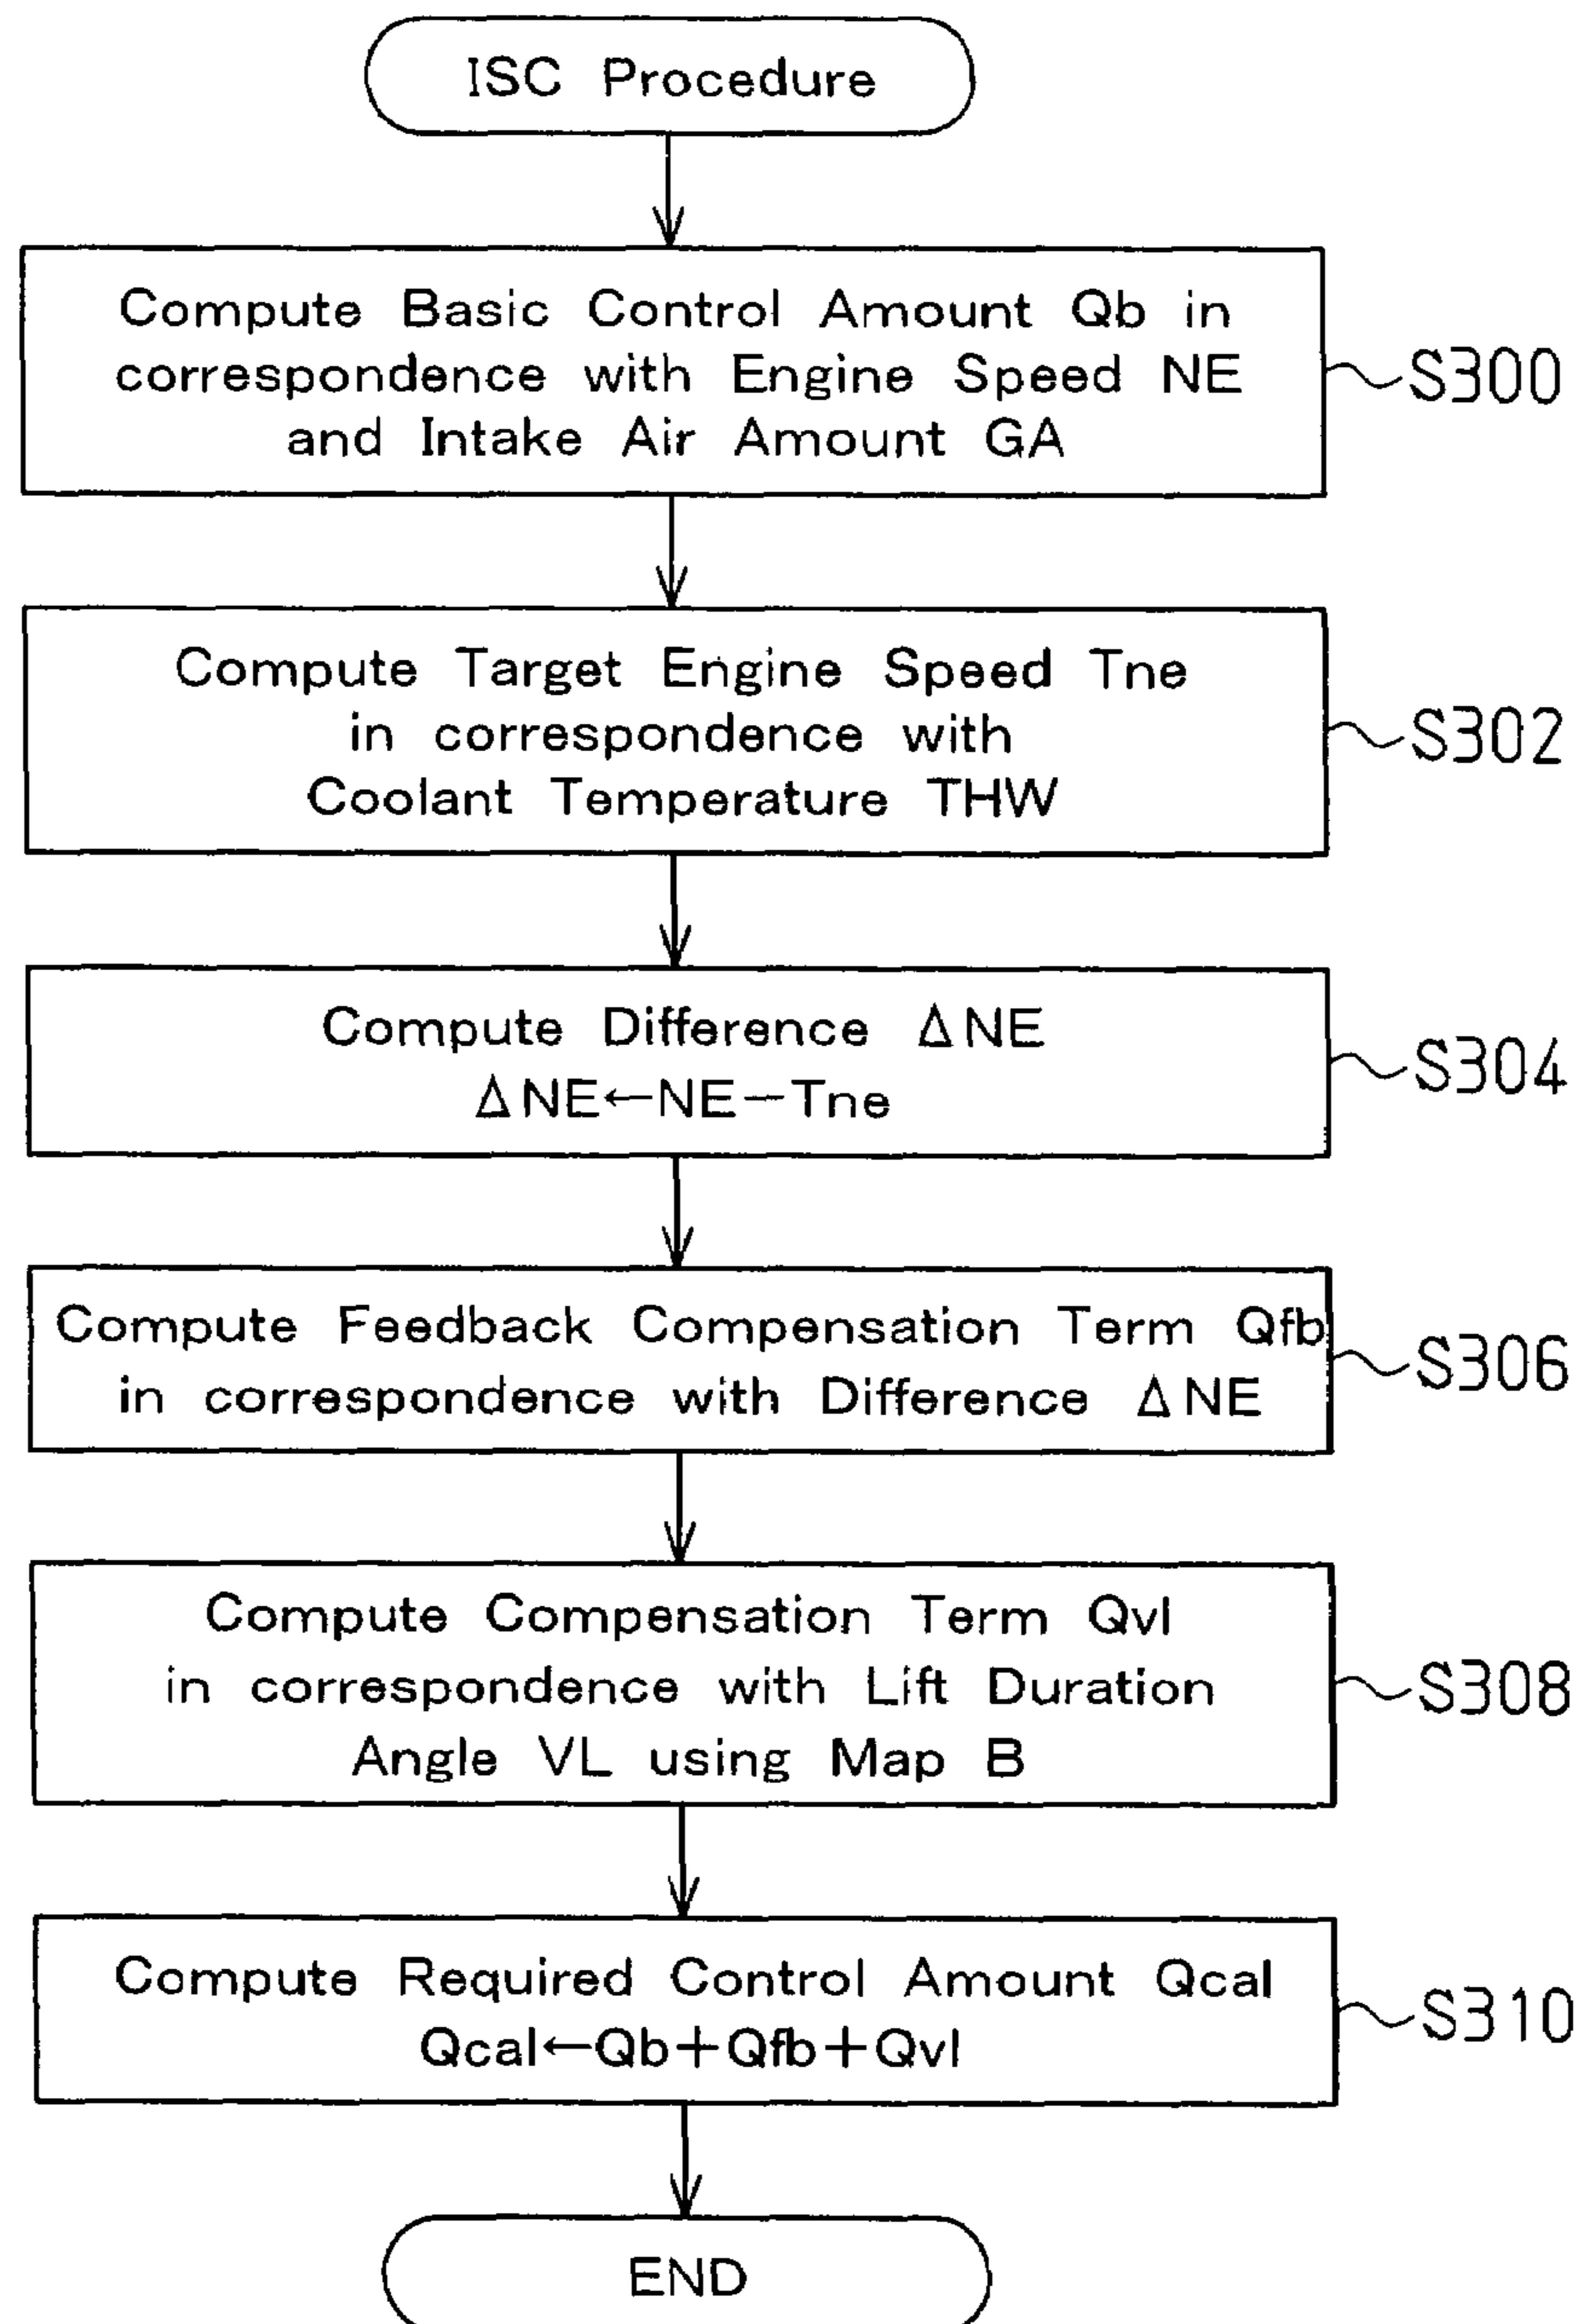 ISC Procedure
Compute Basic Control Amount Qb in
correspondence with Engine Speed NE
and Intake Air Amount GA
S300
Compute Target Engine Speed Tne
in correspondence with
Coolant Temperature THW
S302
Compute Difference ΔNE
ΔNE←NE−Tne
S304
Compute Feedback Compensation Term Qfb
in correspondence with Difference ΔNE
S306
Compute Compensation Term Qvl
in correspondence with Lift Duration
Angle VL using Map B
S308
Compute Required Control Amount Qcal
Qcal←Qb+Qfb+Qvl
S310
END